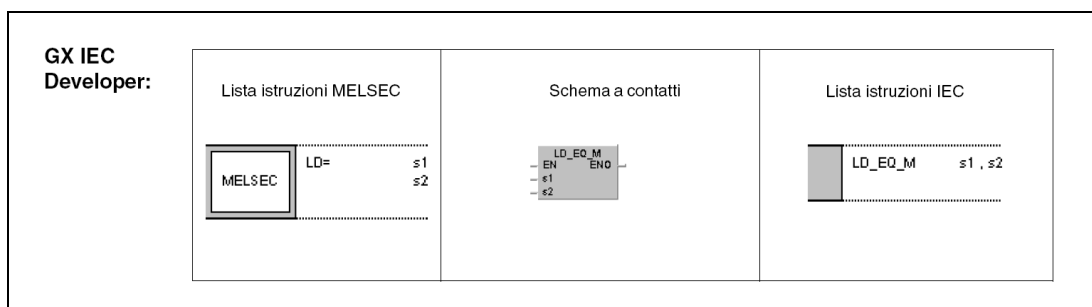 GX IEC
Developer:
Lista istruzioni MELSEC
MELSEC
LD= s1
s2
Schema a contatti
LD_EQ_M
EN ENO
s1
s2
Lista istruzioni IEC
LD_EQ_M s1 , s2